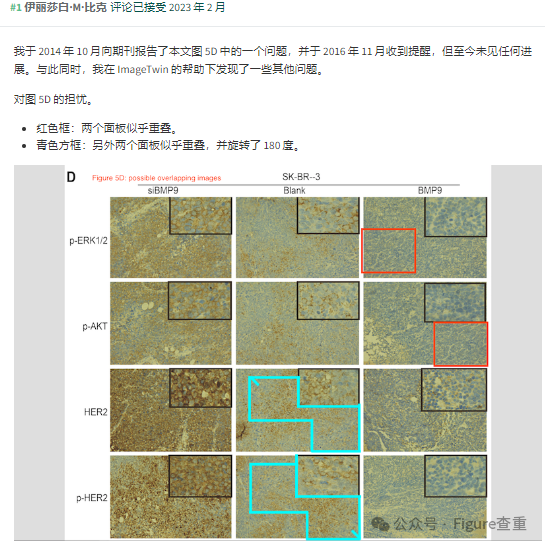 #1 伊丽莎白·M·比克 评论已接受 2023 年 2 月
我于 2014 年 10 月向期刊报告了本文图 5D 中的一个问题，并于 2016 年 11 月收到提醒，但至今未见任何进
展。与此同时，我在 ImageTwin 的帮助下发现了一些其他问题。
对图 5D 的担忧。
红色框：两个面板似乎重叠。
青色方框：另外两个面板似乎重叠，并旋转了 180 度。
D Figure 5D: possible overlapping images SK-BR--3
siBMP9 Blank BMP9
p-ERK1/2
p-AKT
HER2
p-HER2
公众号 · Figure查重